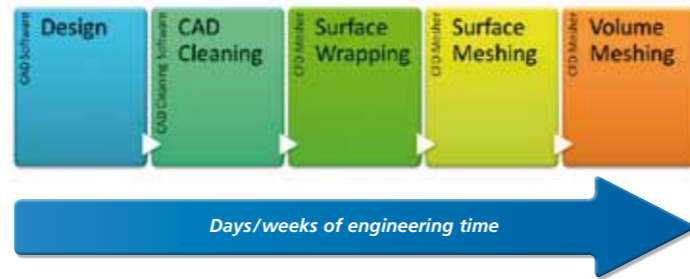 CAD Software
Design
CAD Cleaning Software
CAD
Cleaning
CFD Mesher
Surface
Wrapping
CFD Mesher
Surface
Meshing
CFD Mesher
Volume
Meshing
Days/weeks of engineering time